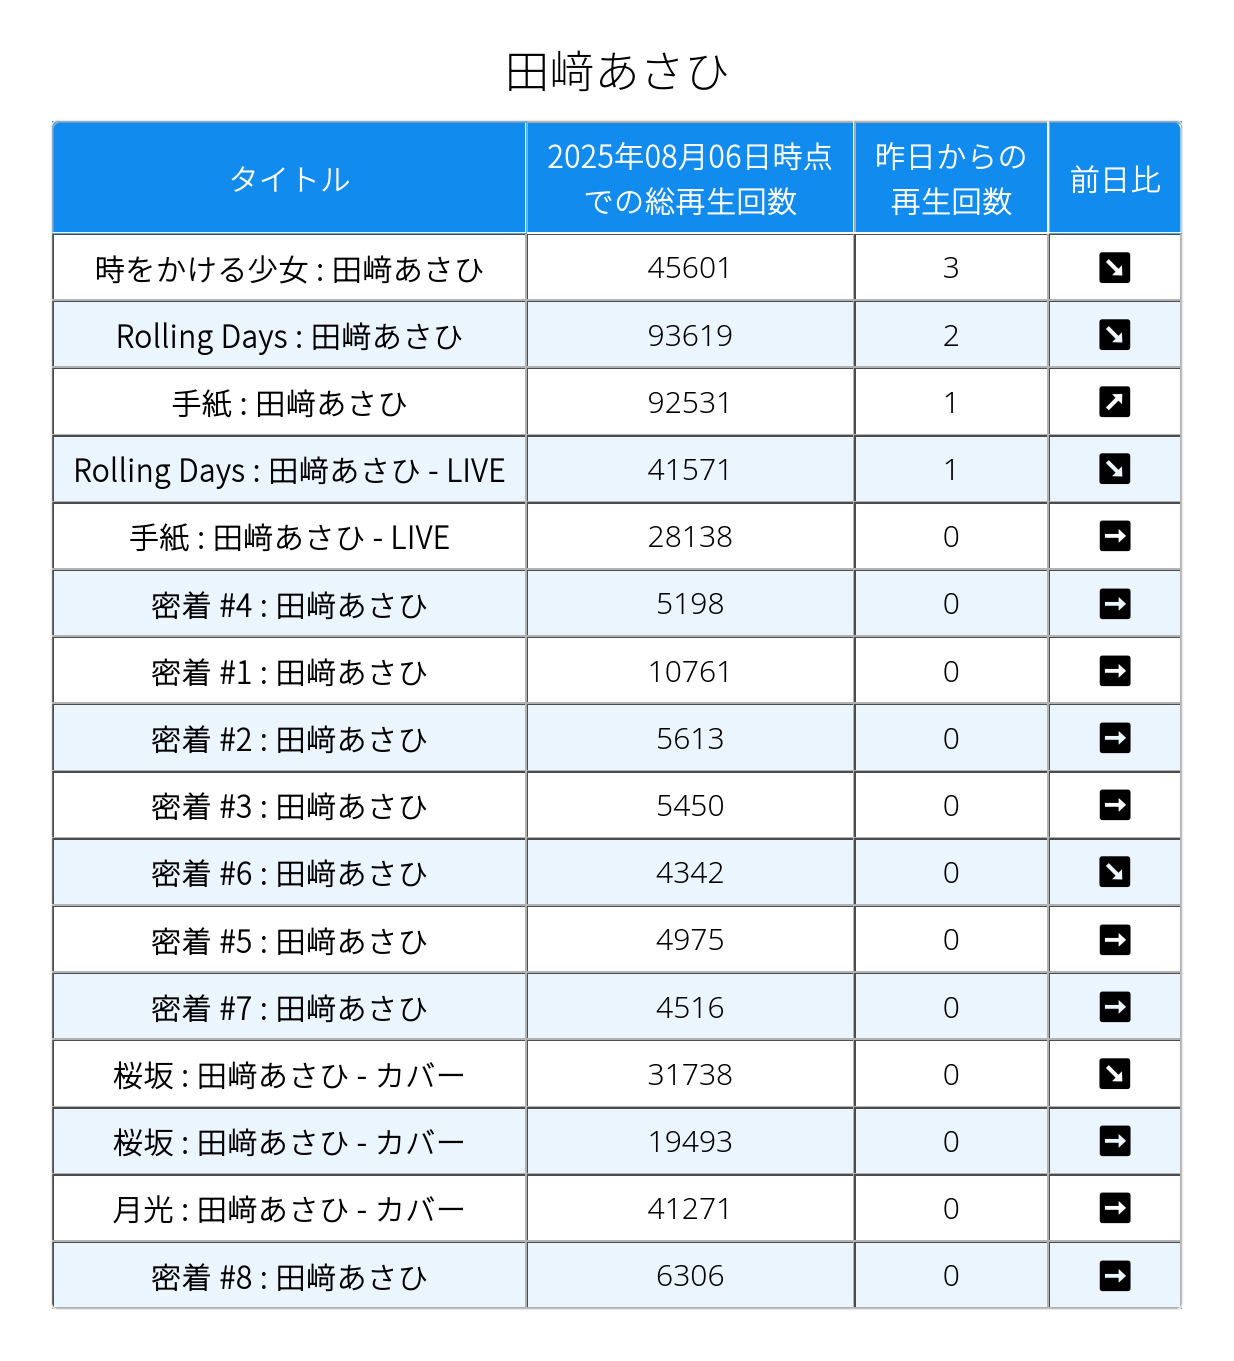 田﨑あさひ
タイトル 2025年08月06日時点での総再生回数 昨日からの再生回数 前日比
時をかける少女 : 田﨑あさひ 45601 3 ↘
Rolling Days : 田﨑あさひ 93619 2 ↘
手紙 : 田﨑あさひ 92531 1 ↗
Rolling Days : 田﨑あさひ - LIVE 41571 1 ↘
手紙 : 田﨑あさひ - LIVE 28138 0 →
密着 #4 : 田﨑あさひ 5198 0 →
密着 #1 : 田﨑あさひ 10761 0 →
密着 #2 : 田﨑あさひ 5613 0 →
密着 #3 : 田﨑あさひ 5450 0 →
密着 #6 : 田﨑あさひ 4342 0 ↘
密着 #5 : 田﨑あさひ 4975 0 →
密着 #7 : 田﨑あさひ 4516 0 →
桜坂 : 田﨑あさひ - カバー 31738 0 ↘
桜坂 : 田﨑あさひ - カバー 19493 0 →
月光 : 田﨑あさひ - カバー 41271 0 →
密着 #8 : 田﨑あさひ 6306 0 →